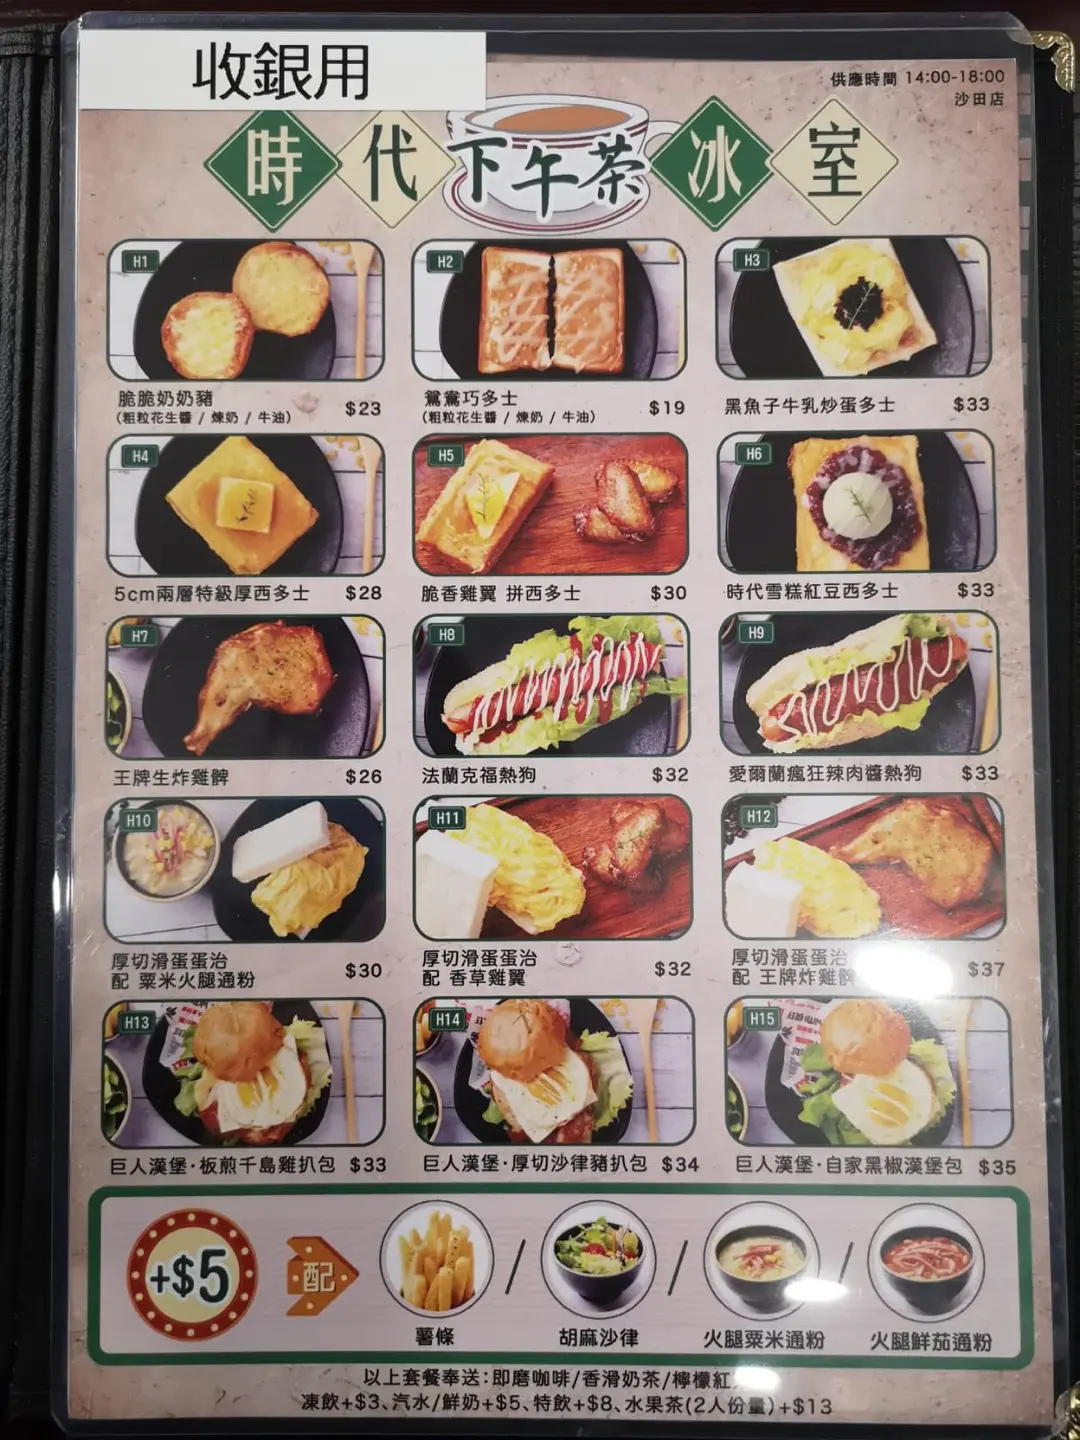 收銀用
供應時間 14:00-18:00
沙田店
時代下午茶冰室
H1
脆脆奶奶豬
(粗粒花生醬 / 煉奶 / 牛油)
$23
H2
鴛鴦巧多士
(粗粒花生醬 / 煉奶 / 牛油)
$19
H3
黑魚子牛乳炒蛋多士 $33
H4
5cm兩層特級厚西多士 $28
H5
脆香雞翼 拼西多士 $30
H6
時代雪糕紅豆西多士 $33
H7
王牌生炸雞髀 $26
H8
法蘭克福熱狗 $32
H9
愛爾蘭瘋狂辣肉醬熱狗 $33
H10
厚切滑蛋蛋治
配 粟米火腿通粉
$30
H11
厚切滑蛋蛋治
配 香草雞翼
$32
H12
厚切滑蛋蛋治
配 王牌炸雞髀
$37
H13
巨人漢堡·板煎千島雞扒包 $33
H14
巨人漢堡·厚切沙律豬扒包 $34
H15
巨人漢堡·自家黑椒漢堡包 $35
+$5 配 / / /
薯條 胡麻沙律 火腿粟米通粉 火腿鮮茄通粉
以上套餐奉送：即磨咖啡/香滑奶茶/檸檬紅
凍飲+$3、汽水/鮮奶+$5、特飲+$8、水果茶(2人份量)+$13